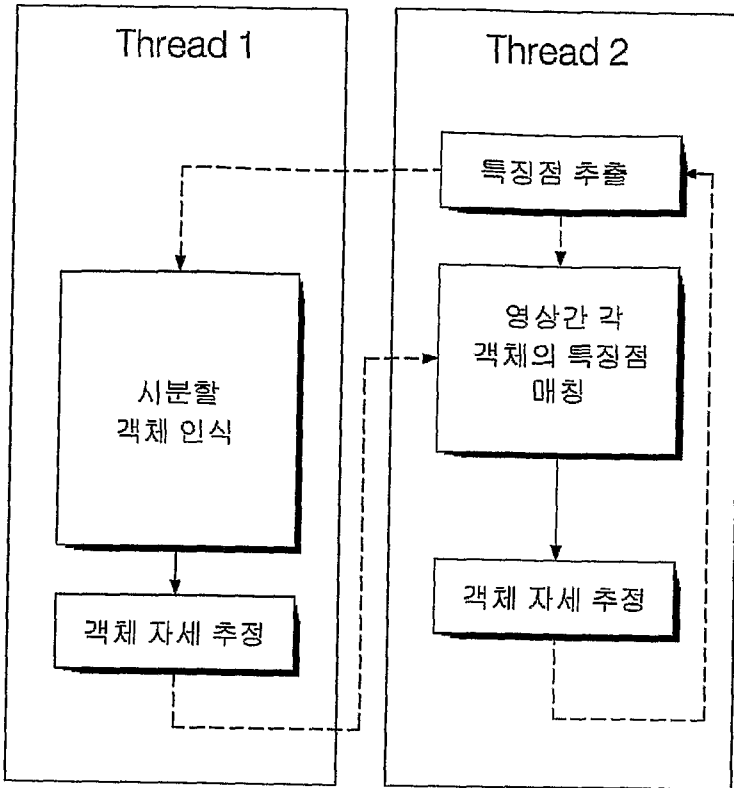 Thread 1
시분할
객체 인식
객체 자세 추정
Thread 2
특징점 추출
영상간 각
객체의 특징점
매칭
객체 자세 추정